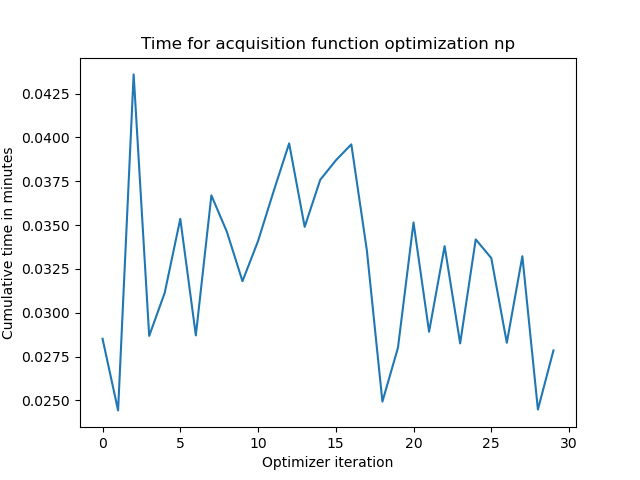 Time for acquisition function optimization np
Cumulative time in minutes
0.0425
0.0400
0.0375
0.0350
0.0325
0.0300
0.0275
0.0250
0 5 10 15 20 25 30
Optimizer iteration